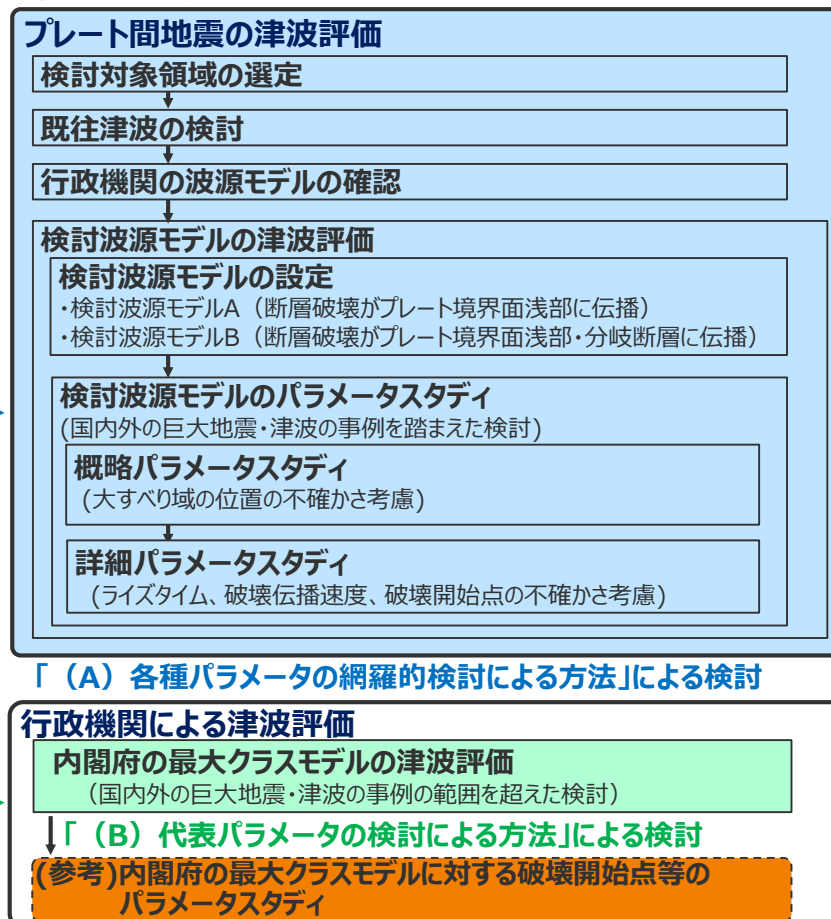 プレート間地震の津波評価
検討対象領域の選定
既往津波の検討
行政機関の波源モデルの確認
検討波源モデルの津波評価
検討波源モデルの設定
・検討波源モデルA（断層破壊がプレート境界面浅部に伝播）
・検討波源モデルB（断層破壊がプレート境界面浅部・分岐断層に伝播）
検討波源モデルのパラメータスタディ
(国内外の巨大地震・津波の事例を踏まえた検討)
概略パラメータスタディ
(大すべり域の位置の不確かさ考慮)
詳細パラメータスタディ
(ライズタイム、破壊伝播速度、破壊開始点の不確かさ考慮)
「（A）各種パラメータの網羅的検討による方法」による検討
行政機関による津波評価
内閣府の最大クラスモデルの津波評価
（国内外の巨大地震・津波の事例の範囲を超えた検討）
「（B）代表パラメータの検討による方法」による検討
(参考)内閣府の最大クラスモデルに対する破壊開始点等の
パラメータスタディ